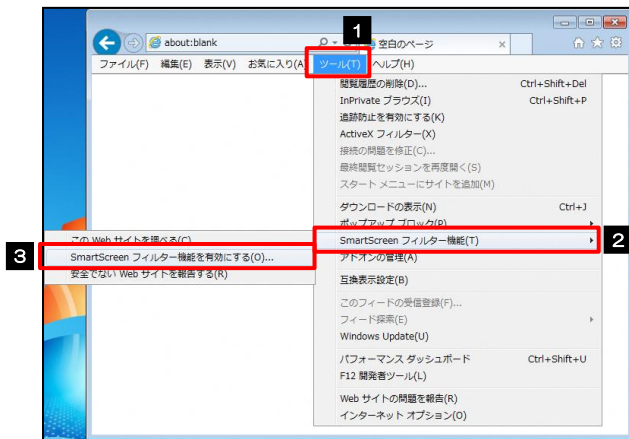 1
about:blank
空白のページ
ファイル(F) 編集(E) 表示(V) お気に入り(A) ツール(T) ヘルプ(H)
閲覧履歴の削除(D)... Ctrl+Shift+Del
InPrivate ブラウズ(I) Ctrl+Shift+P
追跡防止を有効にする(K)
ActiveX フィルター(X)
接続の問題を修正(C)...
最終閲覧セッションを再度開く(S)
スタート メニューにサイトを追加(M)
ダウンロードの表示(N) Ctrl+J
ポップアップ ブロック(P)
SmartScreen フィルター機能(T)
2
アドオンの管理(A)
この Web サイトを調べる(C)
3
SmartScreen フィルター機能を有効にする(O)...
安全でない Web サイトを報告する(R)
互換表示設定(B)
このフィードの受信登録(F)...
フィード探索(E)
Windows Update(U)
パフォーマンス ダッシュボード Ctrl+Shift+U
F12 開発者ツール(L)
Web サイトの問題を報告(R)
インターネット オプション(O)